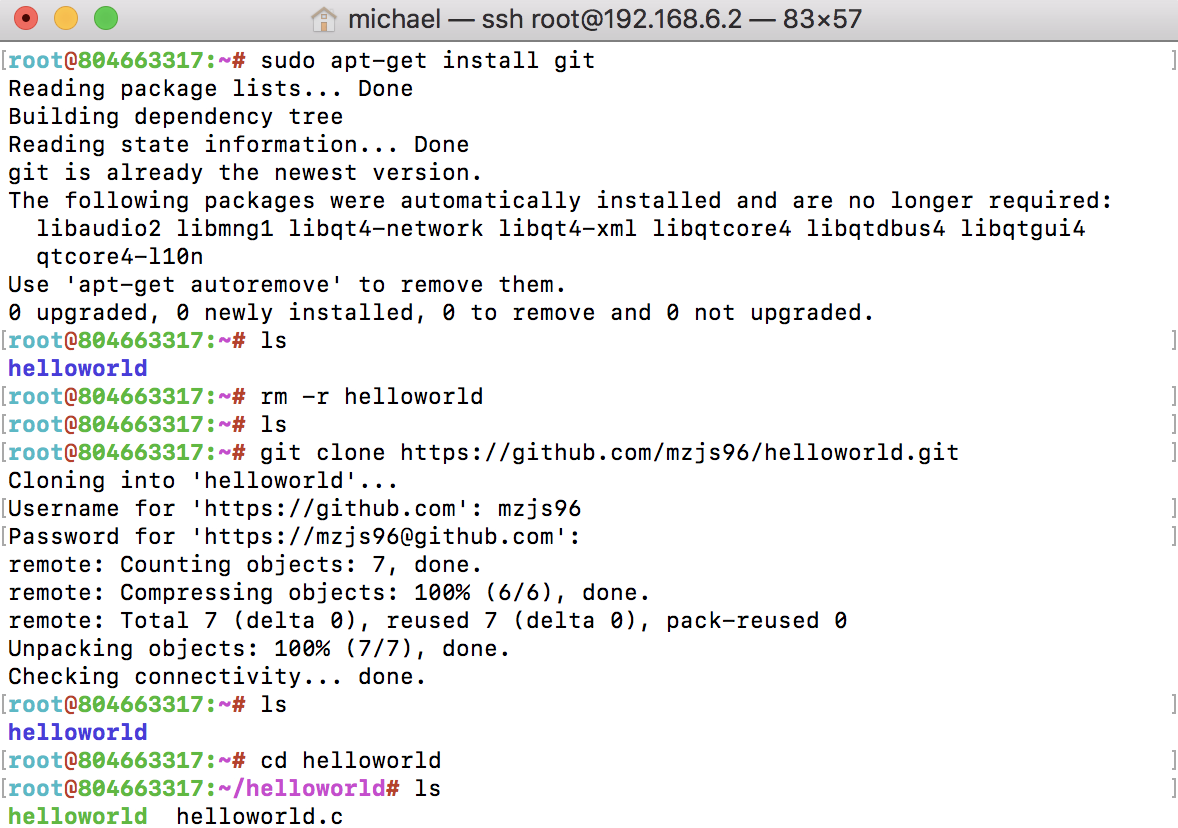 michael — ssh root@192.168.6.2 — 83×57
[root@804663317:~# sudo apt-get install git ]
Reading package lists... Done
Building dependency tree
Reading state information... Done
git is already the newest version.
The following packages were automatically installed and are no longer required:
  libaudio2 libmng1 libqt4-network libqt4-xml libqtcore4 libqtdbus4 libqtgui4
  qtcore4-l10n
Use 'apt-get autoremove' to remove them.
0 upgraded, 0 newly installed, 0 to remove and 0 not upgraded.
[root@804663317:~# ls ]
helloworld
[root@804663317:~# rm -r helloworld ]
[root@804663317:~# ls ]
[root@804663317:~# git clone https://github.com/mzjs96/helloworld.git ]
Cloning into 'helloworld'...
[Username for 'https://github.com': mzjs96 ]
[Password for 'https://mzjs96@github.com': ]
remote: Counting objects: 7, done.
remote: Compressing objects: 100% (6/6), done.
remote: Total 7 (delta 0), reused 7 (delta 0), pack-reused 0
Unpacking objects: 100% (7/7), done.
Checking connectivity... done.
[root@804663317:~# ls ]
helloworld
[root@804663317:~# cd helloworld ]
[root@804663317:~/helloworld# ls ]
helloworld  helloworld.c